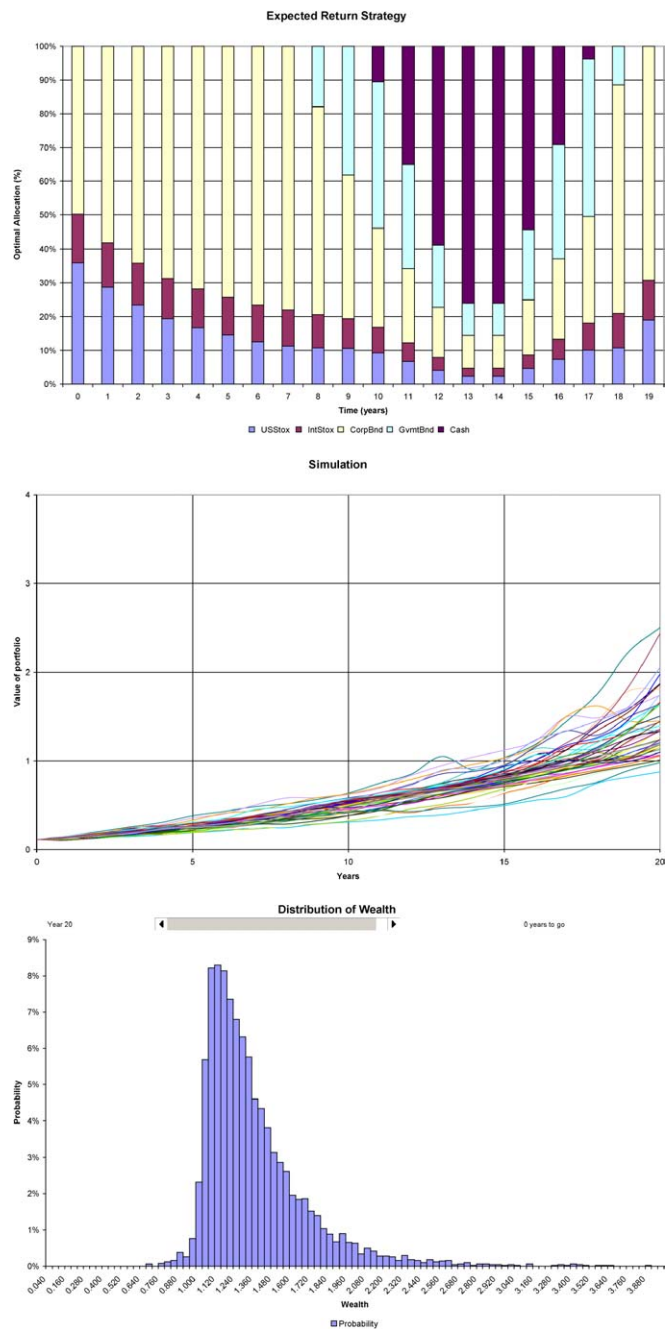 Expected Return Strategy
100%
90%
80%
70%
60%
50%
40%
30%
20%
10%
0%
Optimal Allocation (%)
0 1 2 3 4 5 6 7 8 9 10 11 12 13 14 15 16 17 18 19
Time (years)
USStox IntStox CorpBnd GvmtBnd Cash
Simulation
4
3
2
1
0
Value of portfolio
0 5 10 15 20
Years
Distribution of Wealth
Year 20 0 years to go
9%
8%
7%
6%
5%
4%
3%
2%
1%
0%
Probability
0.040 0.160 0.280 0.400 0.520 0.640 0.760 0.880 1.000 1.120 1.240 1.360 1.480 1.600 1.720 1.840 1.960 2.080 2.200 2.320 2.440 2.560 2.680 2.800 2.920 3.040 3.160 3.280 3.400 3.520 3.640 3.760 3.880
Wealth
Probability